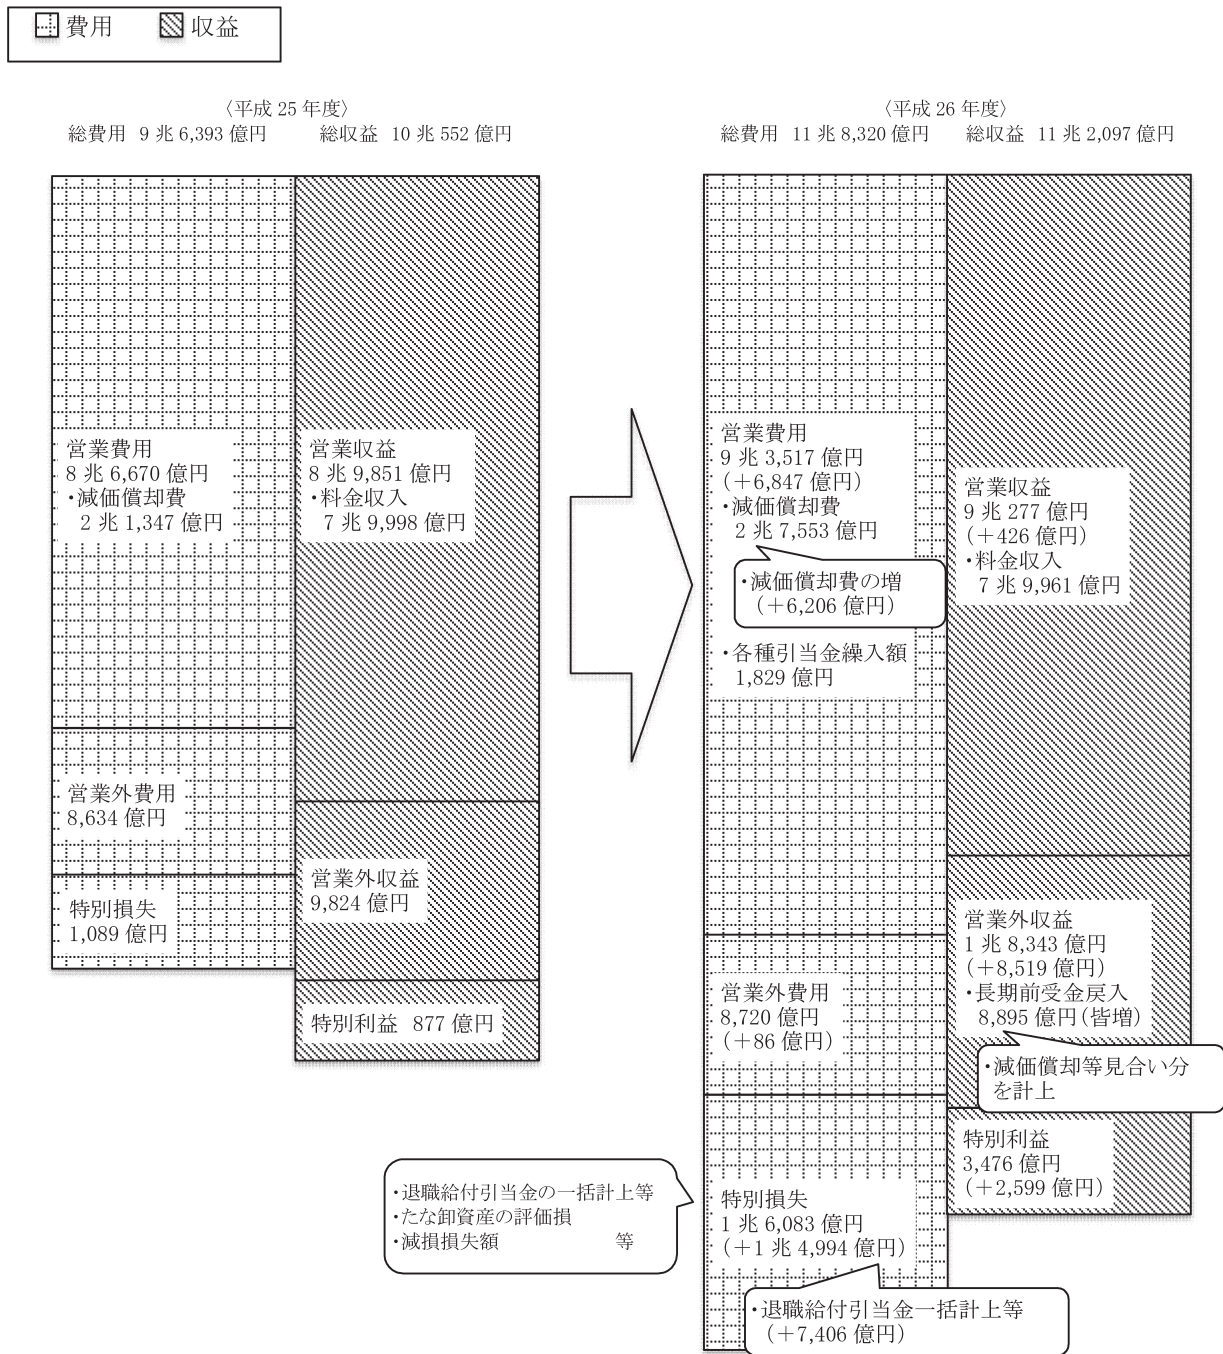 費用 収益
〈平成 25 年度〉
総費用 9 兆 6,393 億円 総収益 10 兆 552 億円
営業費用
8 兆 6,670 億円
・減価償却費
2 兆 1,347 億円
営業外費用
8,634 億円
特別損失
1,089 億円
営業収益
8 兆 9,851 億円
・料金収入
7 兆 9,998 億円
営業外収益
9,824 億円
特別利益 877 億円
〈平成 26 年度〉
総費用 11 兆 8,320 億円 総収益 11 兆 2,097 億円
営業費用
9 兆 3,517 億円
(+6,847 億円)
・減価償却費
2 兆 7,553 億円
・減価償却費の増
(+6,206 億円)
・各種引当金繰入額
1,829 億円
営業外費用
8,720 億円
(+86 億円)
特別損失
1 兆 6,083 億円
(+1 兆 4,994 億円)
・退職給付引当金一括計上等
(+7,406 億円)
・退職給付引当金の一括計上等
・たな卸資産の評価損
・減損損失額 等
営業収益
9 兆 277 億円
(+426 億円)
・料金収入
7 兆 9,961 億円
営業外収益
1 兆 8,343 億円
(+8,519 億円)
・長期前受金戻入
8,895 億円(皆増)
・減価償却等見合い分
を計上
特別利益
3,476 億円
(+2,599 億円)